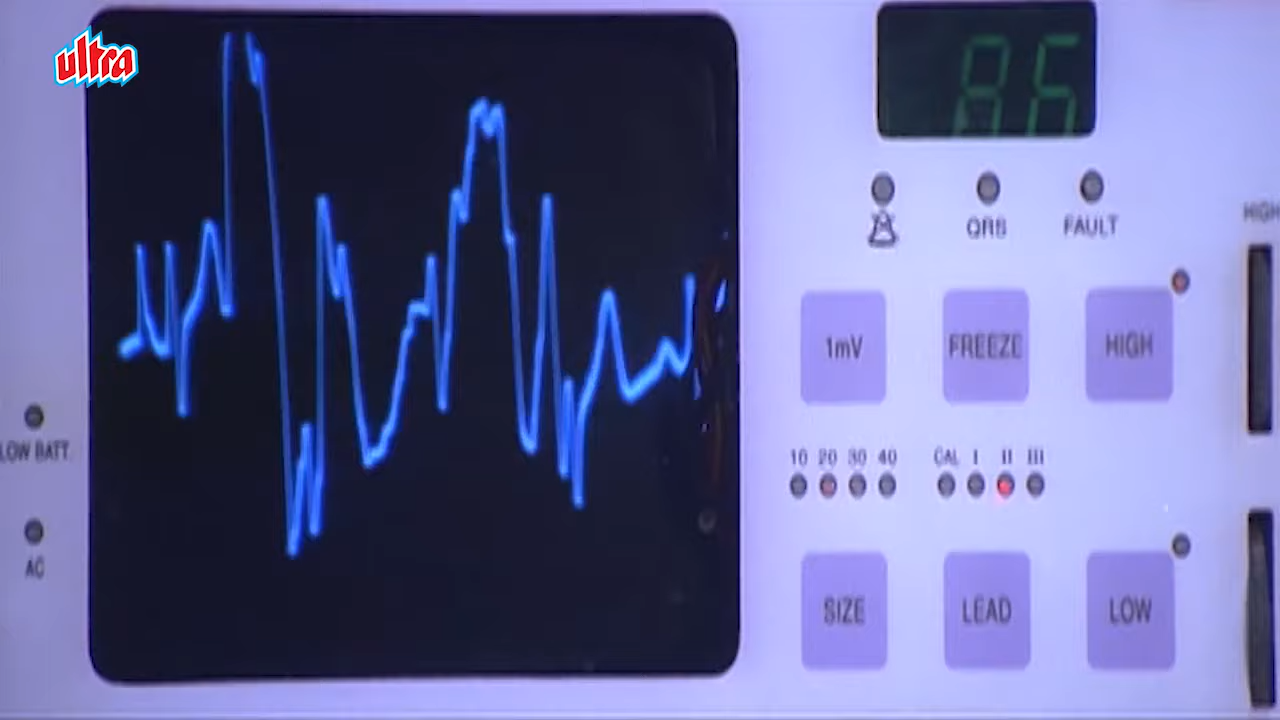 ultra
86
QRS FAULT
HIGH
1mV FREEZE HIGH
10 20 30 40 CAL I II III
LOW BATT.
AC
SIZE LEAD LOW